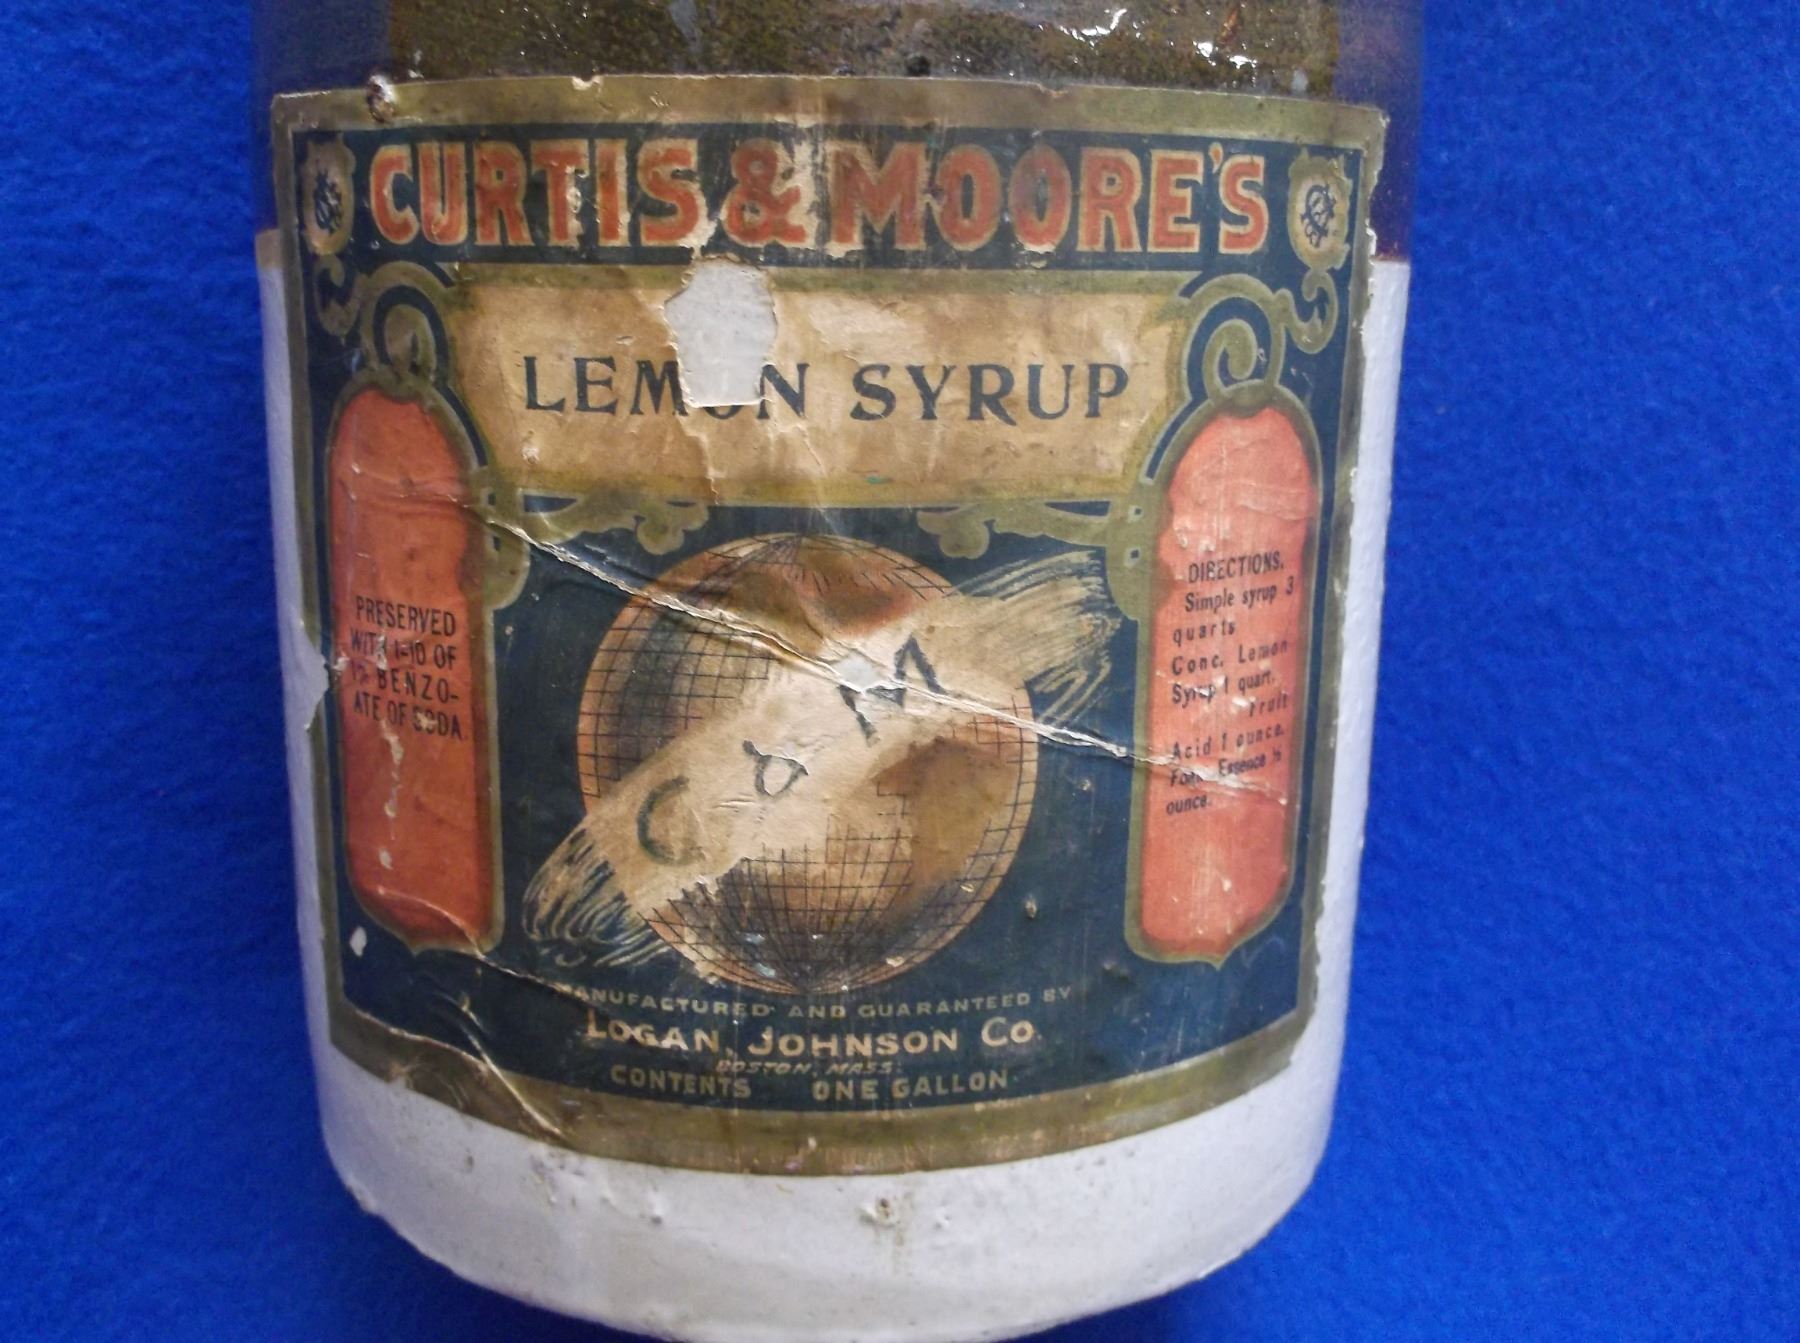 CURTIS & MOORE'S
LEMON SYRUP
PRESERVED
WITH 1-10 OF
1% BENZO-
ATE OF SODA
C & M
DIRECTIONS.
Simple syrup 3
quarts
Conc. Lemon
Syrup 1 quart.
Fruit
Acid 1 ounce.
Foam Essence ½
ounce.
MANUFACTURED AND GUARANTEED BY
LOGAN, JOHNSON CO.
BOSTON, MASS.
CONTENTS ONE GALLON